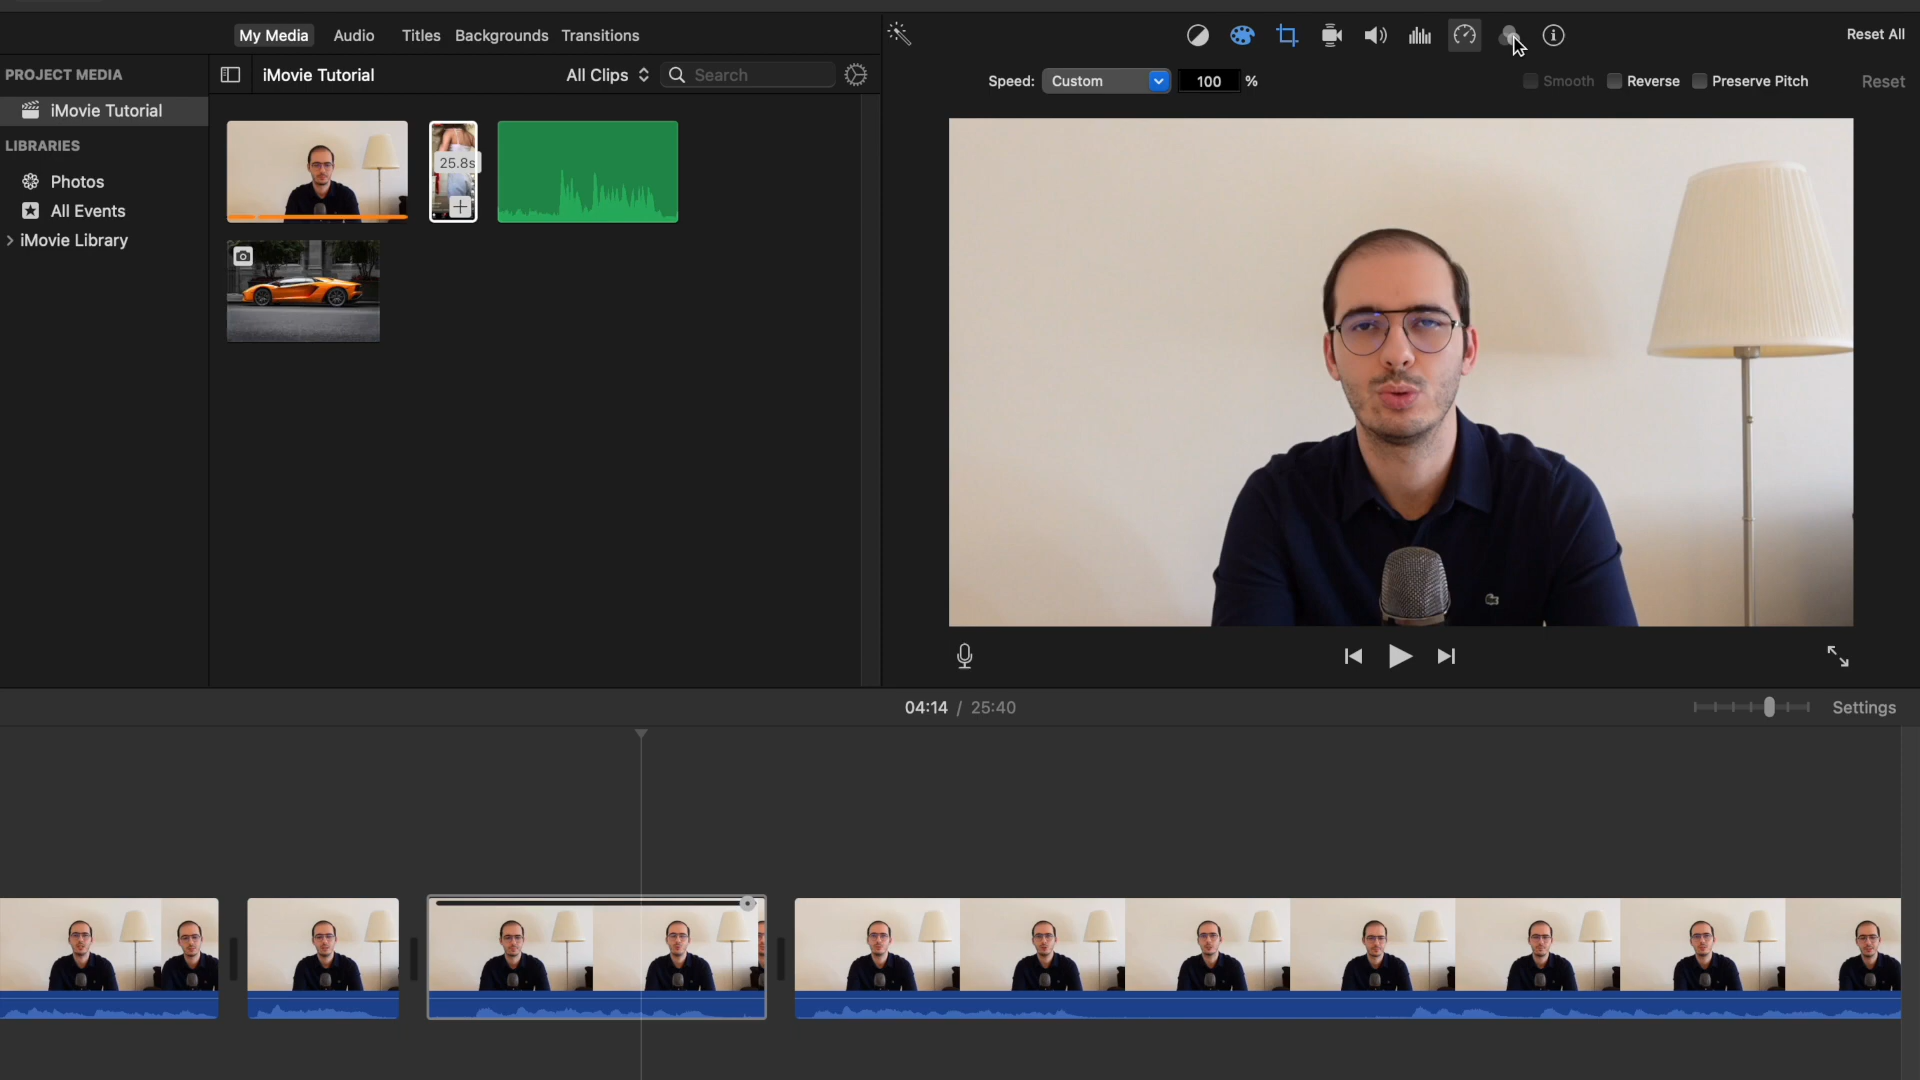 My Media Audio Titles Backgrounds Transitions
Reset All
PROJECT MEDIA
iMovie Tutorial
All Clips
Search
Speed: Custom 100 %
Smooth Reverse Preserve Pitch Reset
iMovie Tutorial
LIBRARIES
25.8s
Photos
All Events
iMovie Library
04:14 / 25:40
Settings